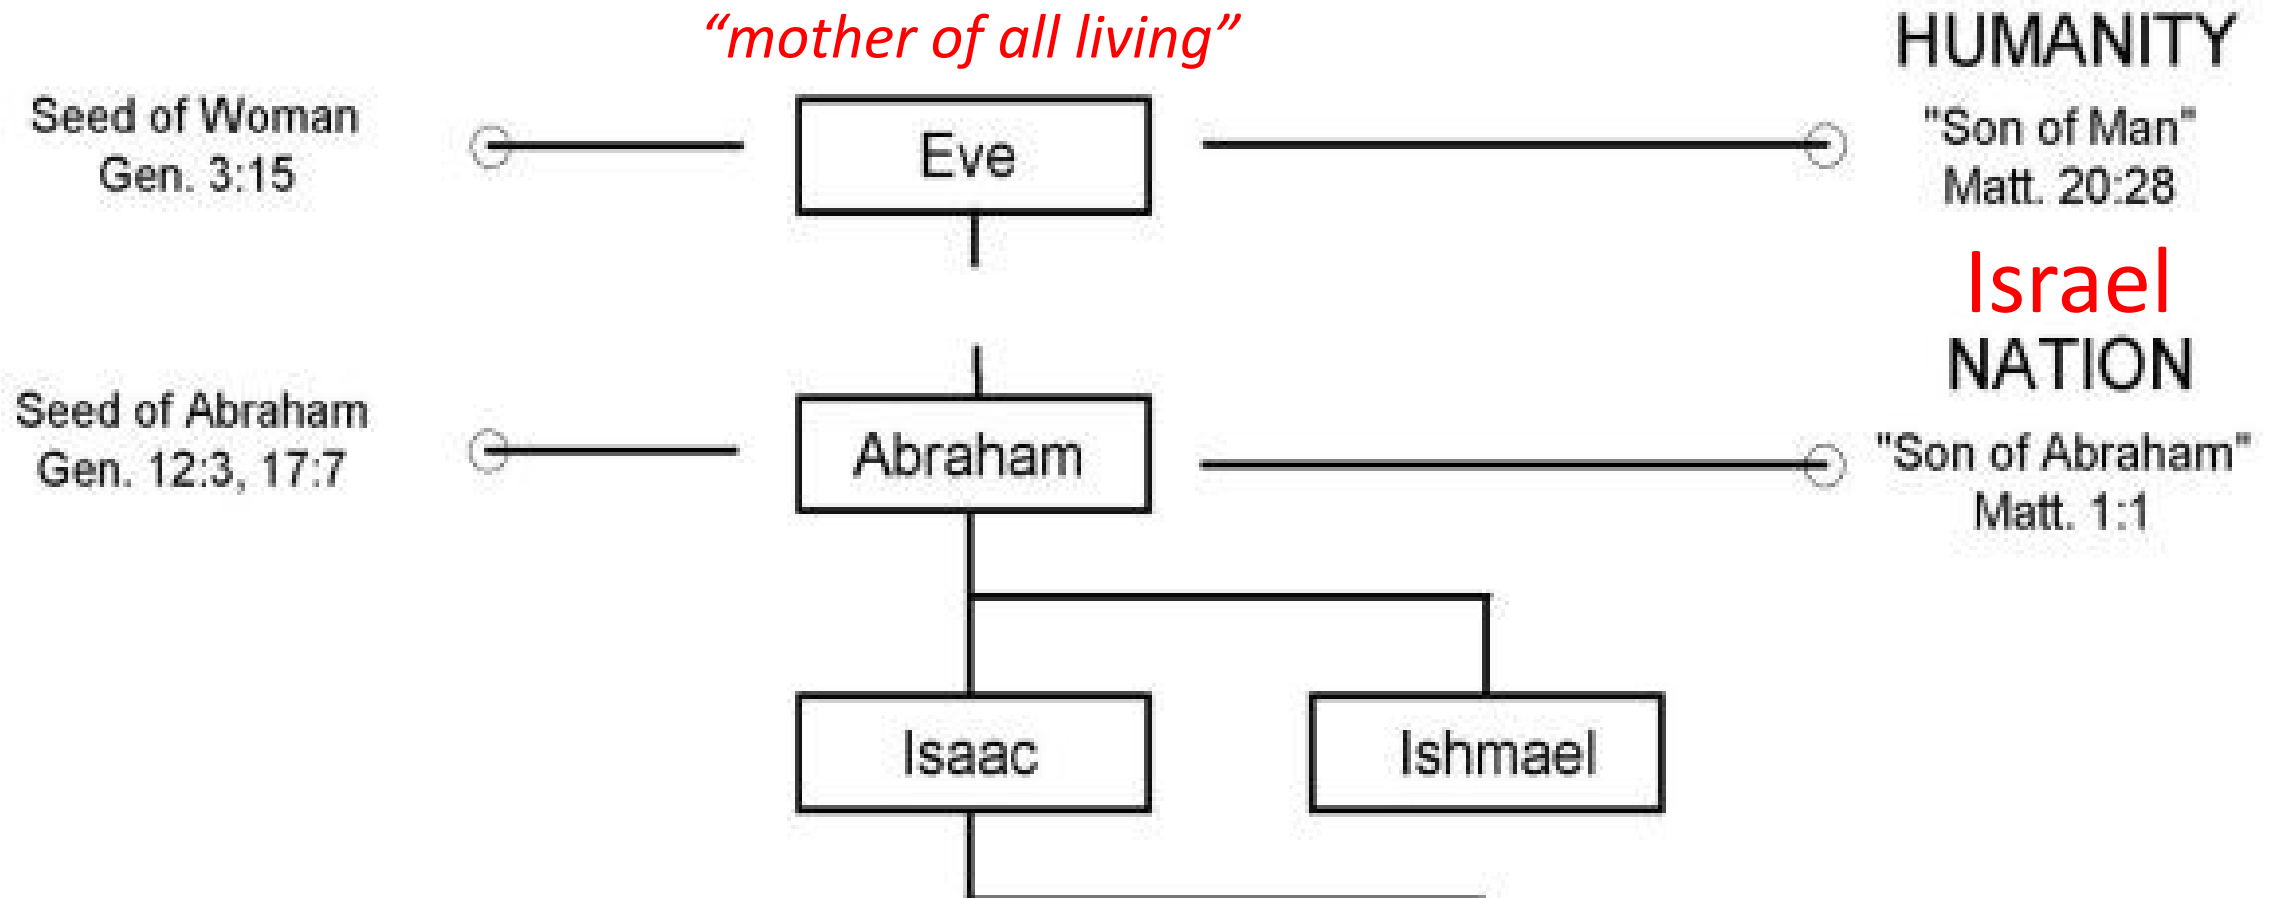 “mother of all living”
HUMANITY
Seed of Woman
Gen. 3:15
Eve
"Son of Man"
Matt. 20:28
Israel
NATION
Seed of Abraham
Gen. 12:3, 17:7
Abraham
"Son of Abraham"
Matt. 1:1
Isaac
Ishmael